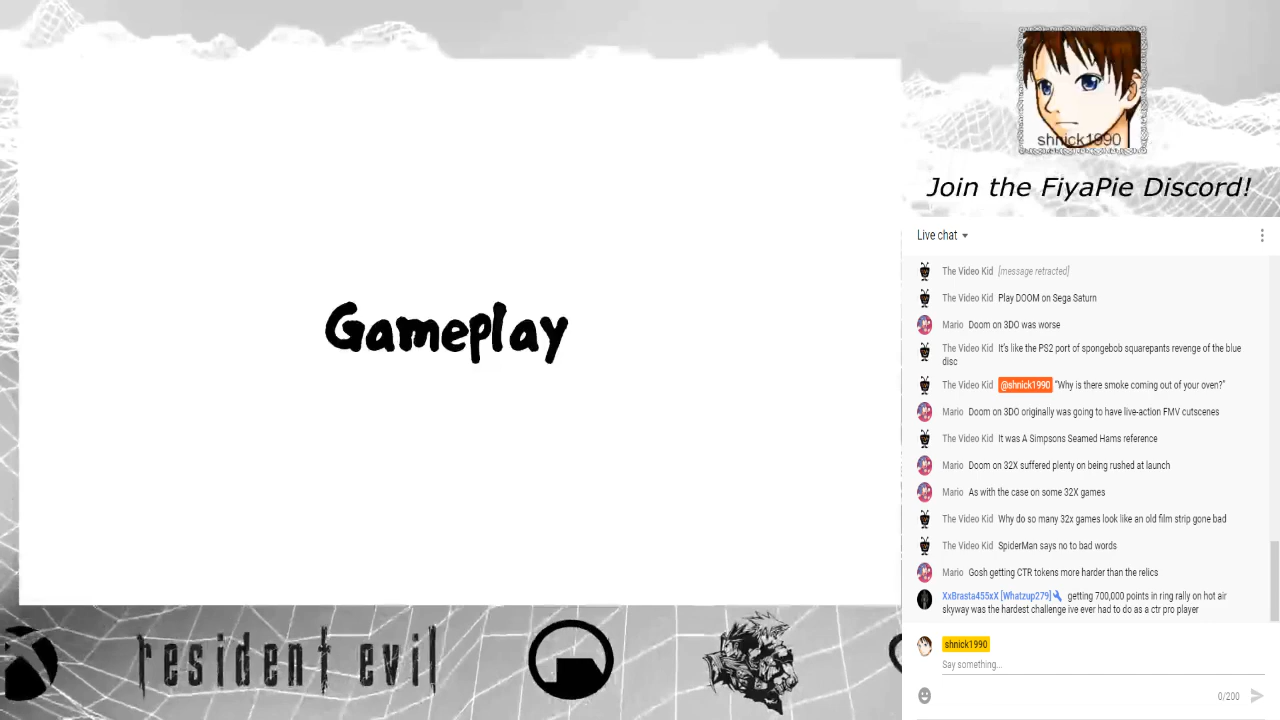 Gameplay
resident evil
shnick1990
Join the FiyaPie Discord!
Live chat
The Video Kid [message retracted]
The Video Kid Play DOOM on Sega Saturn
Mario Doom on 3DO was worse
The Video Kid It's like the PS2 port of spongebob squarepants revenge of the blue
disc
The Video Kid @shnick1990 “Why is there smoke coming out of your oven?”
Mario Doom on 3DO originally was going to have live-action FMV cutscenes
The Video Kid It was A Simpsons Seamed Hams reference
Mario Doom on 32X suffered plenty on being rushed at launch
Mario As with the case on some 32X games
The Video Kid Why do so many 32x games look like an old film strip gone bad
The Video Kid SpiderMan says no to bad words
Mario Gosh getting CTR tokens more harder than the relics
XxBrasta455xX [Whatzup279] getting 700,000 points in ring rally on hot air
skyway was the hardest challenge ive ever had to do as a ctr pro player
shnick1990
Say something...
0/200